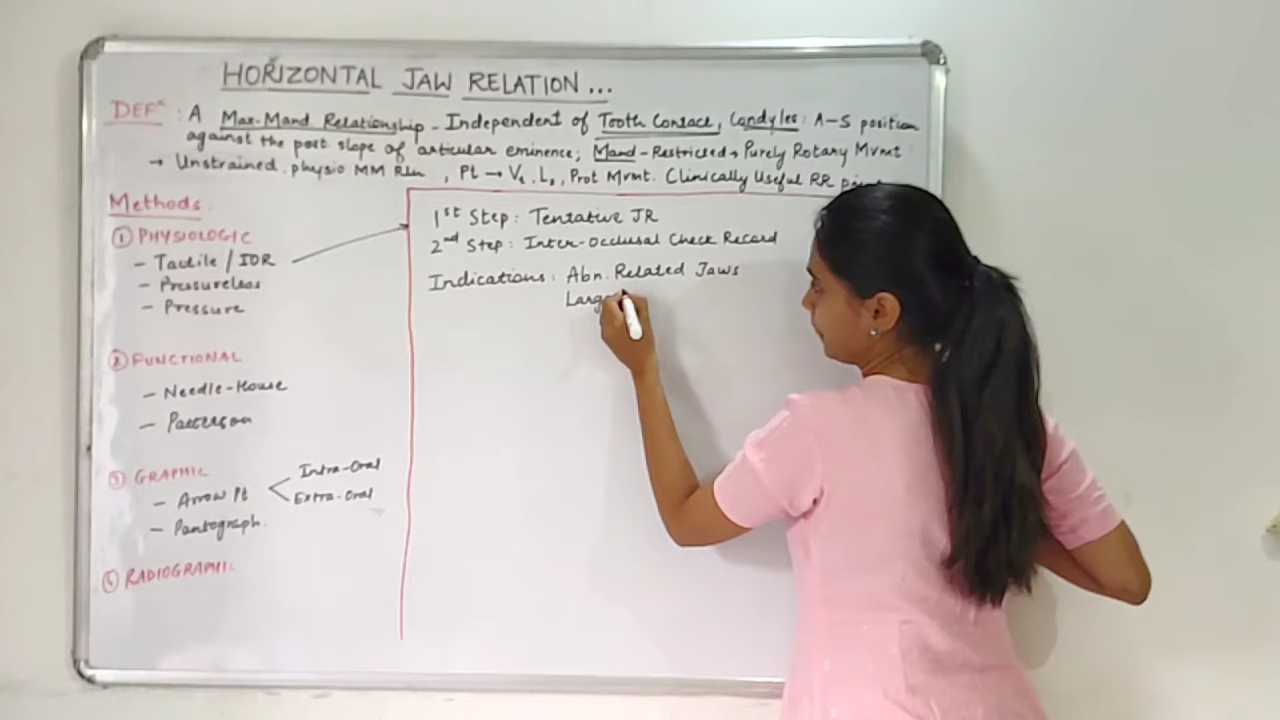 HORIZONTAL JAW RELATION...
DEFⁿ : A Max-Mand Relationship - Independent of Tooth Contact, Condyles: A-S position
against the post slope of articular eminence; Mand - Restricted → Purely Rotary Mvmt
→ Unstrained, physio MM Rln, Pt → V, L, Prot Mvmt. Clinically Useful RR
Methods:
① PHYSIOLOGIC
- Tactile / IOR
- Pressureless
- Pressure
② FUNCTIONAL
- Needle-House
- Patterson
③ GRAPHIC
- Arrow Pt
Intra-Oral
Extra-Oral
- Pantograph.
④ RADIOGRAPHIC
1st Step: Tentative JR
2nd Step: Inter-Occlusal Check Record
Indications: Abn. Related Jaws
Larg